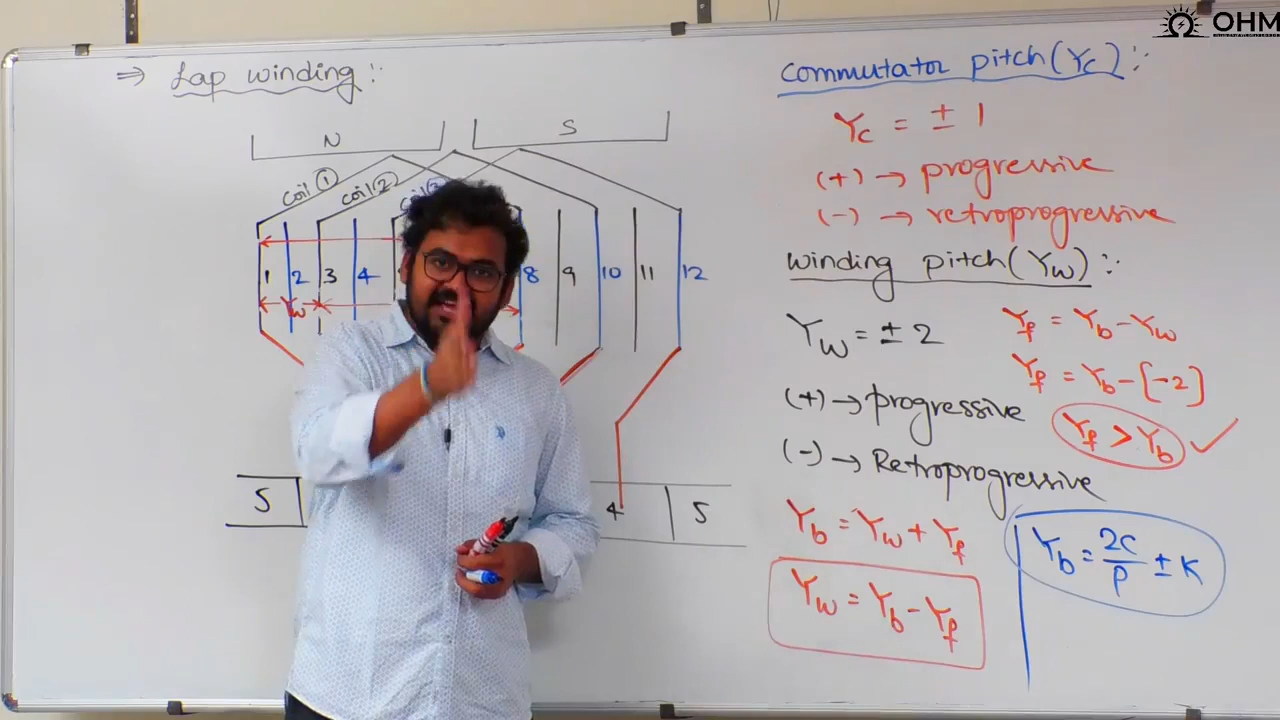 OHM
⇒ Lap winding :
N S
coil ① coil ②
1 2 3 4 8 9 10 11 12
Yw
S 4 5
Commutator pitch (Yc) :
Yc = ± 1
(+) → progressive
(-) → retroprogressive
winding pitch (Yw) :
Yw = ± 2
(+) → progressive
(-) → Retroprogressive
Yb = Yw + Yf
Yw = Yb - Yf
Yf = Yb - Yw
Yf = Yb - [-2]
Yf > Yb ✓
Yb = 2C/P ± K